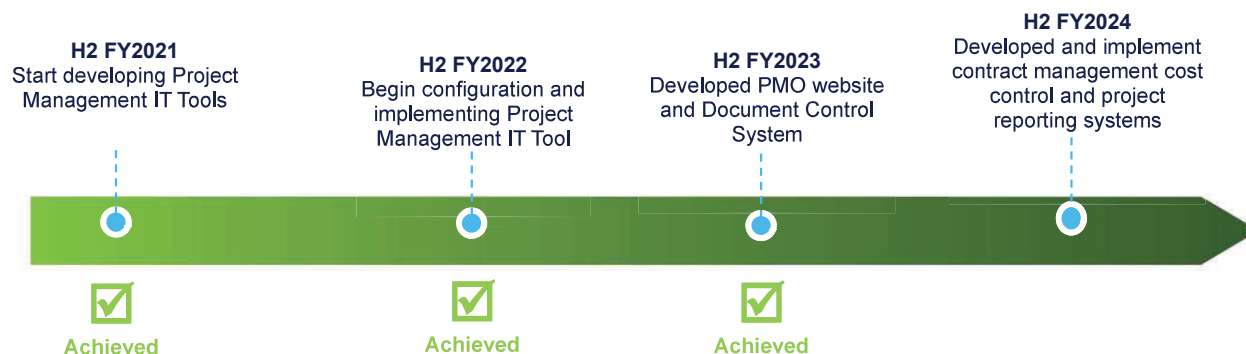 H2 FY2021
Start developing Project
Management IT Tools
Achieved
H2 FY2022
Begin configuration and
implementing Project
Management IT Tool
Achieved
H2 FY2023
Developed PMO website
and Document Control
System
Achieved
H2 FY2024
Developed and implement
contract management cost
control and project
reporting systems